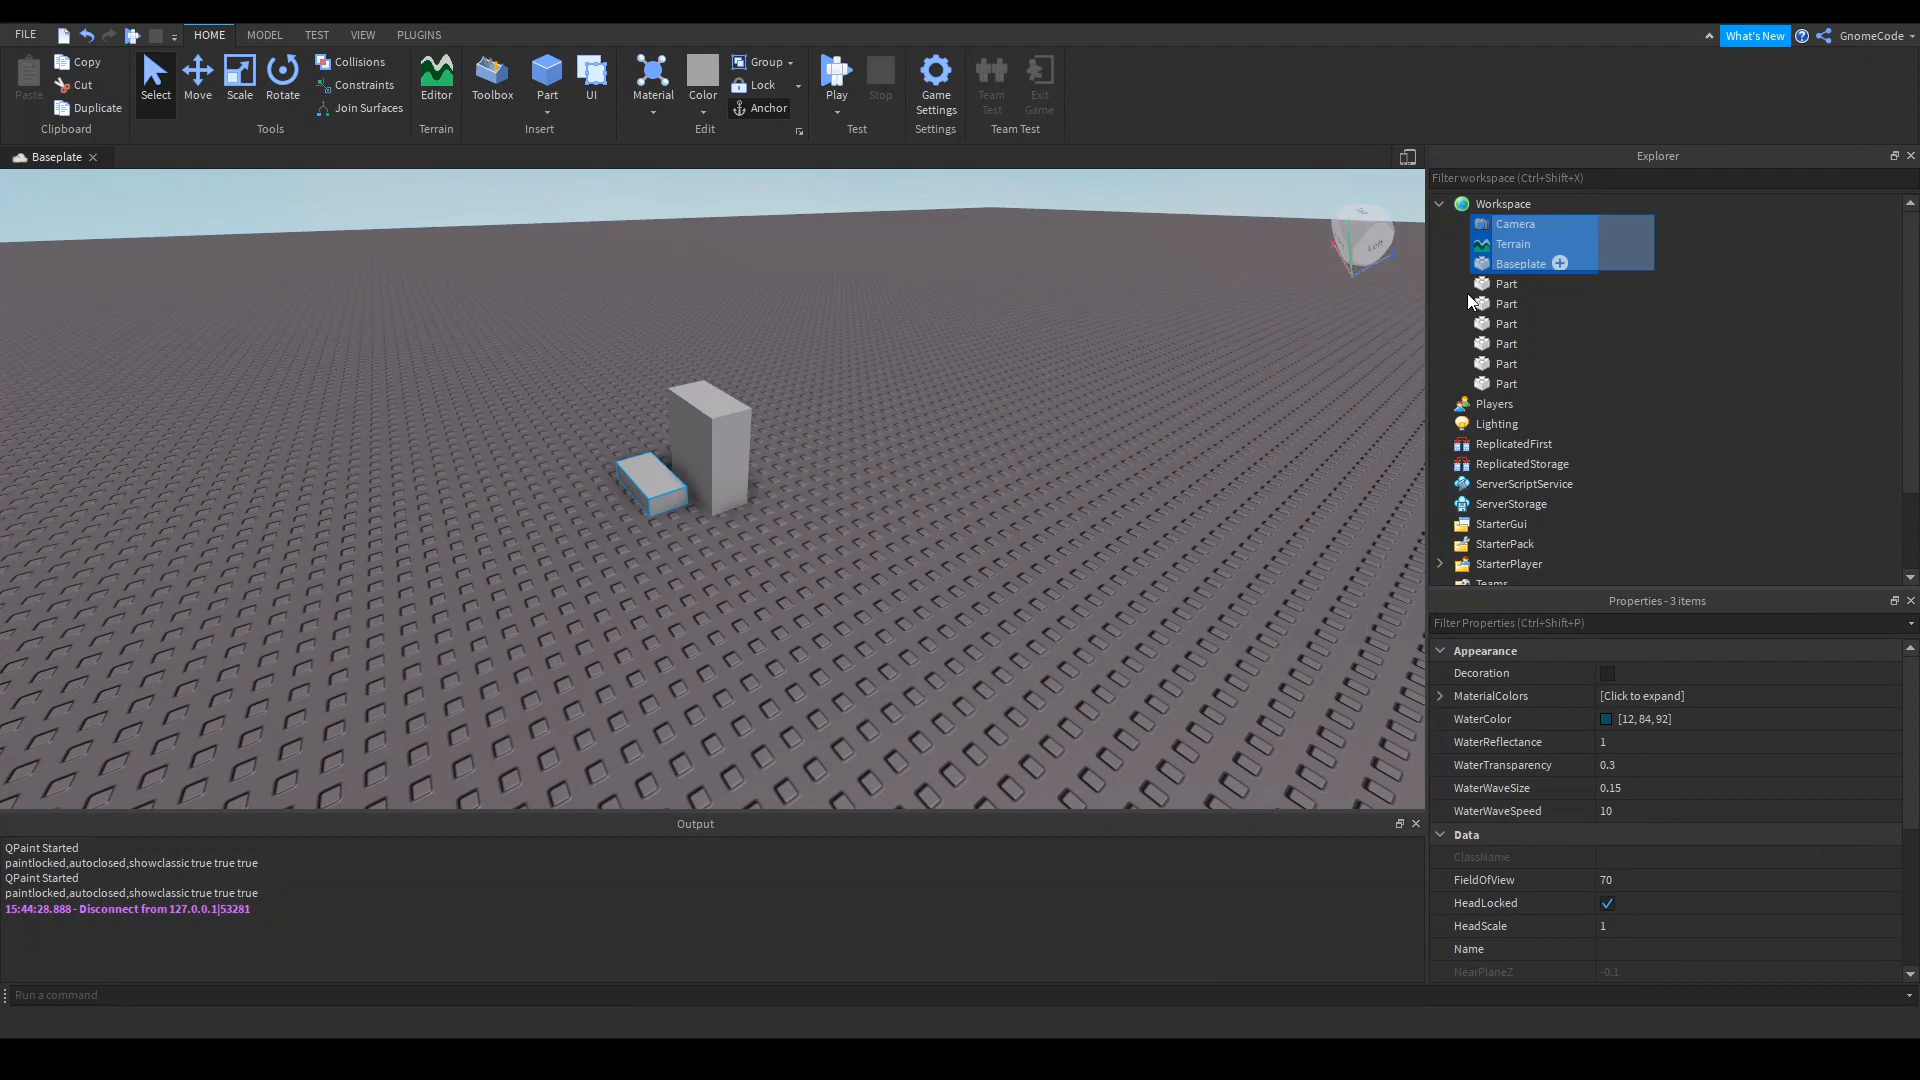 FILE HOME MODEL TEST VIEW PLUGINS What's New GnomeCode
Paste Copy Cut Duplicate Clipboard
Select Move Scale Rotate Collisions Constraints Join Surfaces Tools
Editor Terrain
Toolbox Part UI Insert
Material Color Group Lock Anchor Edit
Play Stop Test
Game Settings Settings
Team Test Exit Game Team Test
Baseplate
Left
Explorer
Filter workspace (Ctrl+Shift+X)
Workspace
Camera
Terrain
Baseplate
Part
Part
Part
Part
Part
Part
Players
Lighting
ReplicatedFirst
ReplicatedStorage
ServerScriptService
ServerStorage
StarterGui
StarterPack
StarterPlayer
Teams
Properties - 3 items
Filter Properties (Ctrl+Shift+P)
Appearance
Decoration
MaterialColors [Click to expand]
WaterColor [12, 84, 92]
WaterReflectance 1
WaterTransparency 0.3
WaterWaveSize 0.15
WaterWaveSpeed 10
Data
ClassName
FieldOfView 70
HeadLocked
HeadScale 1
Name
NearPlaneZ -0.1
Output
QPaint Started
paintlocked,autoclosed,showclassic true true true
QPaint Started
paintlocked,autoclosed,showclassic true true true
15:44:28.888 - Disconnect from 127.0.0.1|53281
Run a command